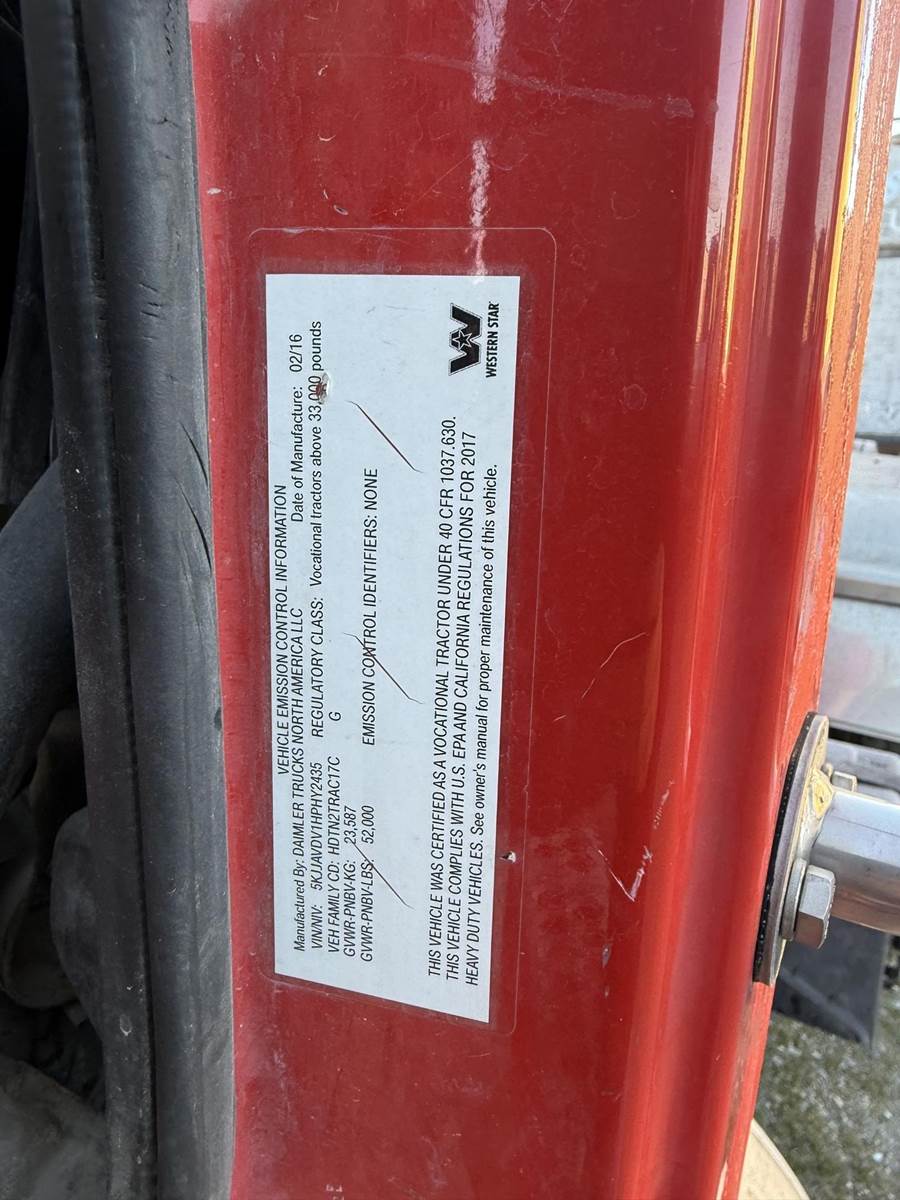 VEHICLE EMISSION CONTROL INFORMATION
Manufactured By: DAIMLER TRUCKS NORTH AMERICA LLC Date of Manufacture: 02/16
VIN/NIV: 5KJJAVDV1HPHY2435 REGULATORY CLASS: Vocational tractors above 33,000 pounds
VEH FAMILY CD: HDTN2TRAC17C G
GVWR-PNBV-KG: 23,587
GVWR-PNBV-LBS: 52,000 EMISSION CONTROL IDENTIFIERS: NONE
THIS VEHICLE WAS CERTIFIED AS A VOCATIONAL TRACTOR UNDER 40 CFR 1037.630.
THIS VEHICLE COMPLIES WITH U.S. EPA AND CALIFORNIA REGULATIONS FOR 2017
HEAVY DUTY VEHICLES. See owner's manual for proper maintenance of this vehicle.
WESTERN STAR